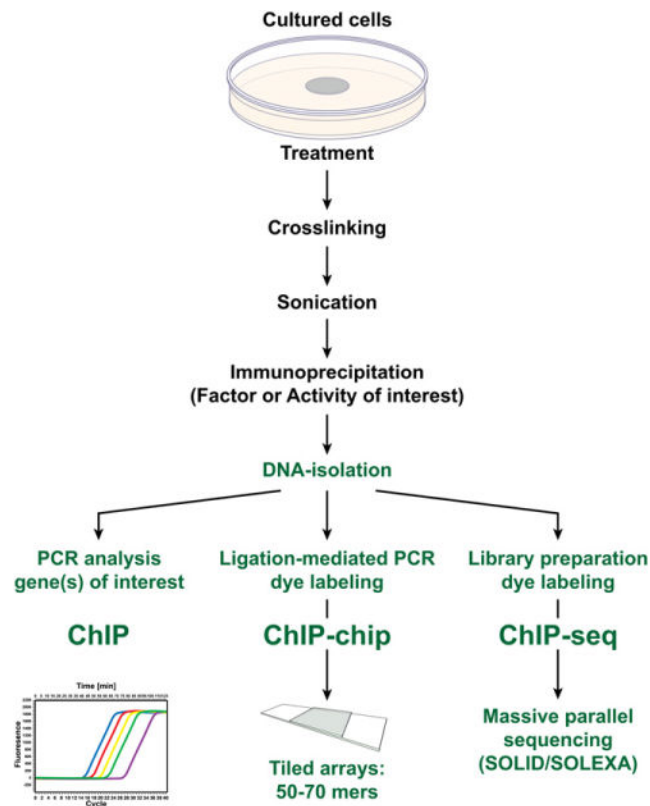 Cultured cells
Treatment
Crosslinking
Sonication
Immunoprecipitation
(Factor or Activity of interest)
DNA-isolation
PCR analysis
gene(s) of interest
ChIP
Ligation-mediated PCR
dye labeling
ChIP-chip
Library preparation
dye labeling
ChIP-seq
Time [min]
Fluoresence
Cycle
Tiled arrays:
50-70 mers
Massive parallel
sequencing
(SOLID/SOLEXA)